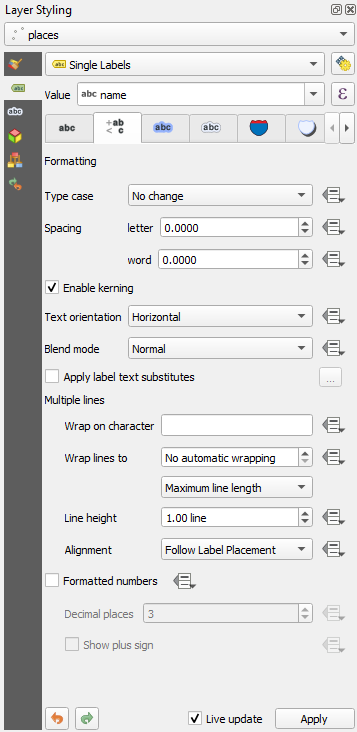 Layer Styling
places
abc Single Labels
Value abc name ε
abc +ab < c abc abc
Formatting
Type case No change
Spacing letter 0.0000
word 0.0000
Enable kerning
Text orientation Horizontal
Blend mode Normal
Apply label text substitutes ...
Multiple lines
Wrap on character
Wrap lines to No automatic wrapping
Maximum line length
Line height 1.00 line
Alignment Follow Label Placement
Formatted numbers
Decimal places 3
Show plus sign
Live update Apply